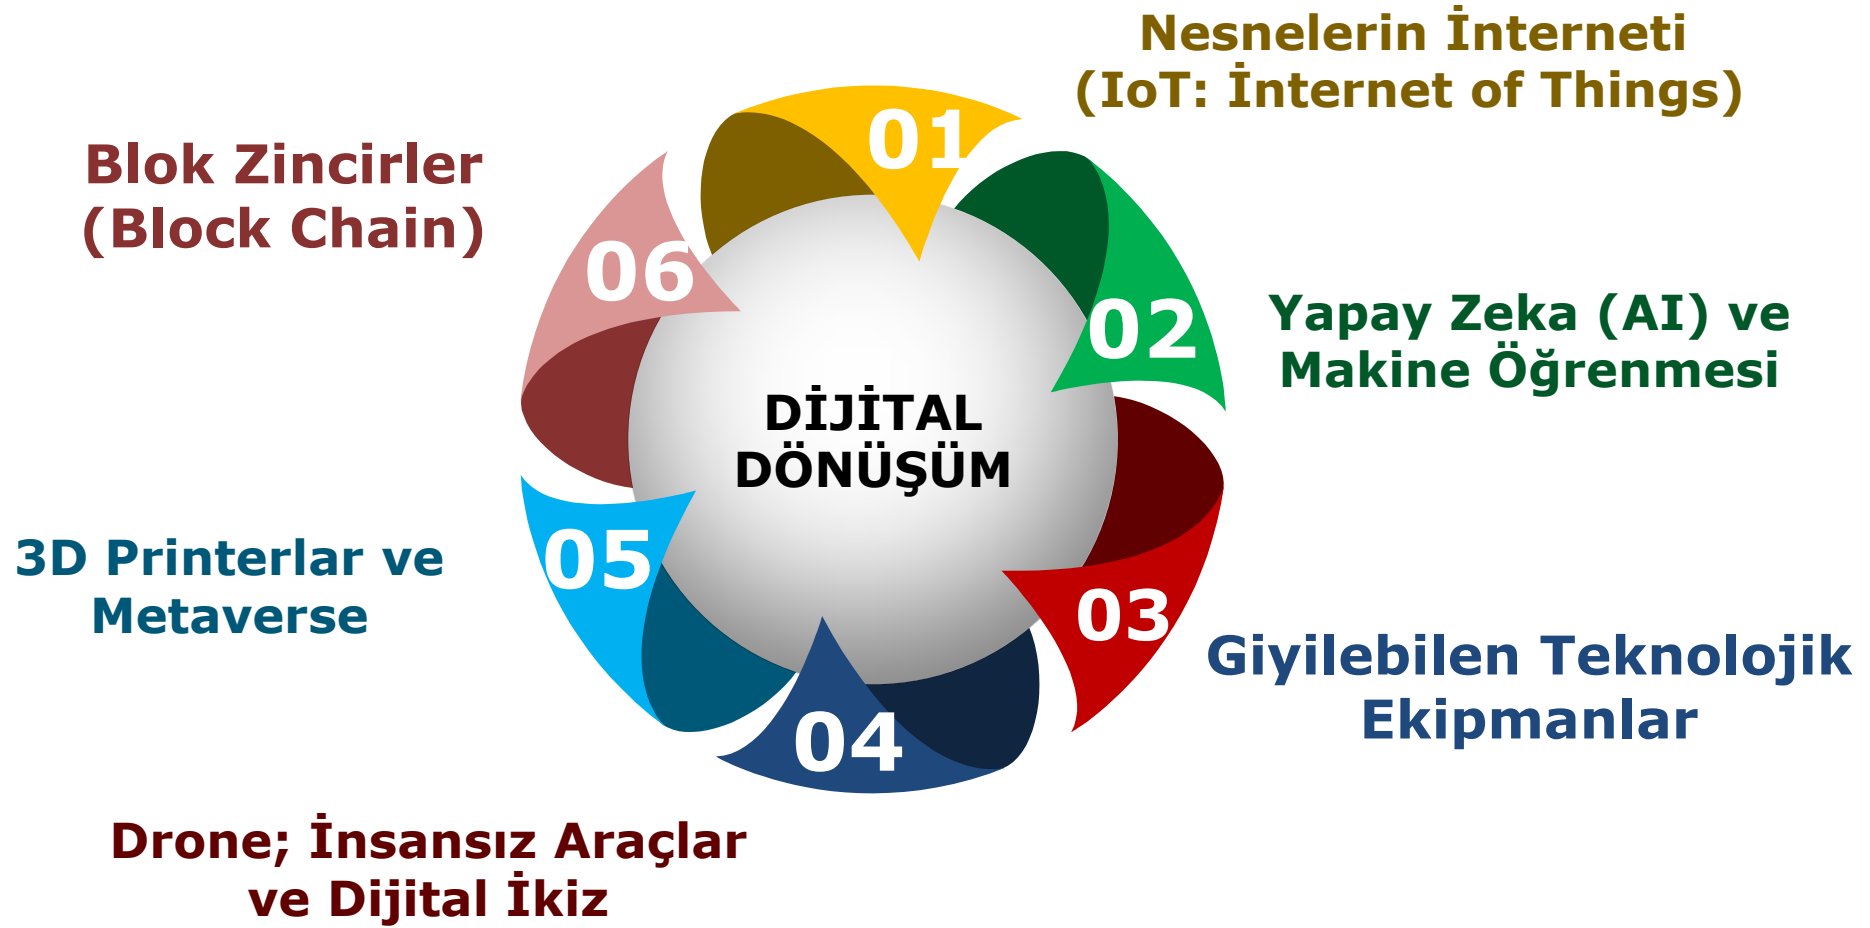 Nesnelerin İnterneti
(IoT: İnternet of Things)
01
Yapay Zeka (AI) ve
Makine Öğrenmesi
02
Giyilebilen Teknolojik
Ekipmanlar
03
Drone; İnsansız Araçlar
ve Dijital İkiz
04
3D Printerlar ve
Metaverse
05
Blok Zincirler
(Block Chain)
06
DİJİTAL
DÖNÜŞÜM